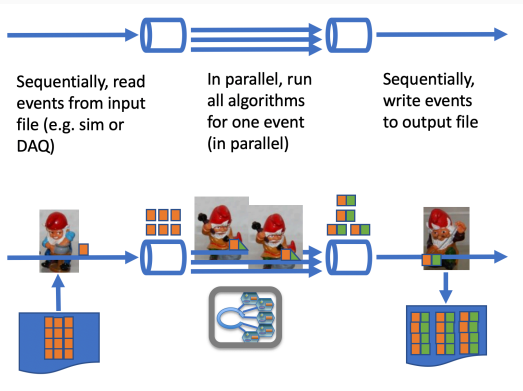 Sequentially, read
events from input
file (e.g. sim or
DAQ)
In parallel, run
all algorithms
for one event
(in parallel)
Sequentially,
write events
to output file